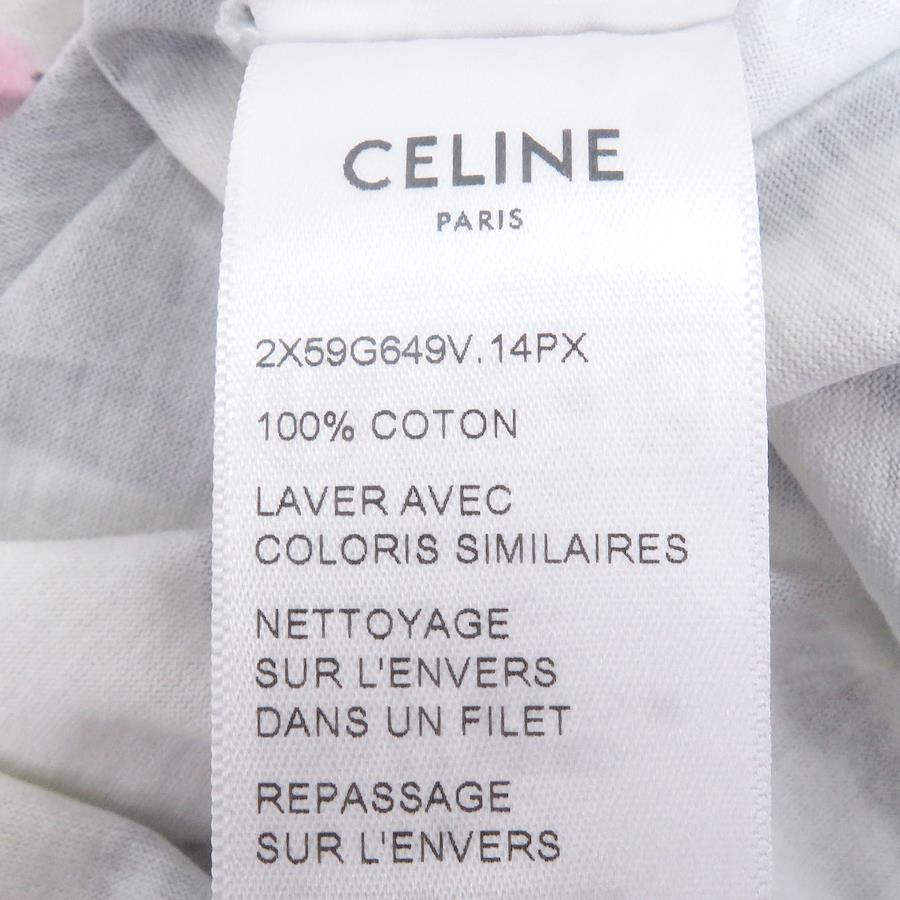 CELINE
PARIS
2X59G649V.14PX
100% COTON
LAVER AVEC
COLORIS SIMILAIRES
NETTOYAGE
SUR L'ENVERS
DANS UN FILET
REPASSAGE
SUR L'ENVERS